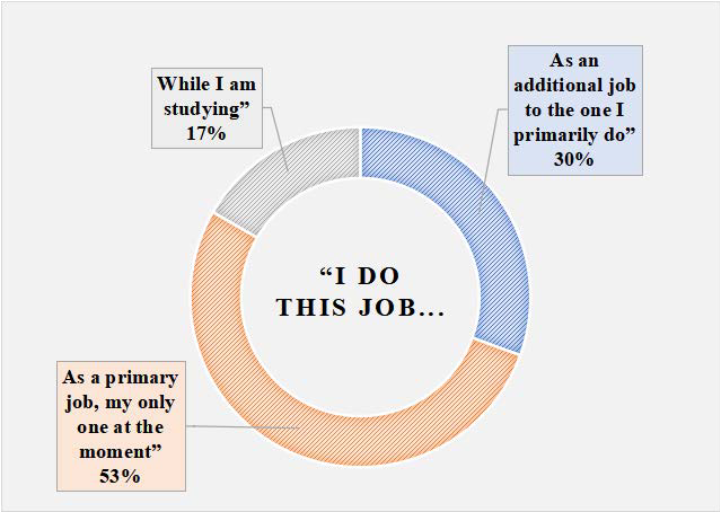 While I am
studying”
17%
As an
additional job
to the one I
primarily do”
30%
“I DO
THIS JOB...
As a primary
job, my only
one at the
moment”
53%